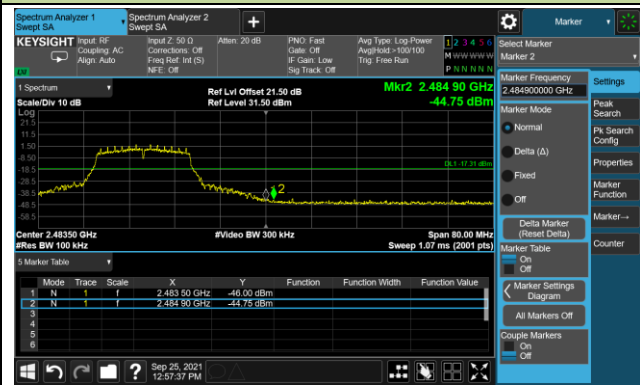 Spectrum Analyzer 1
Swept SA
Spectrum Analyzer 2
Swept SA
+
Marker
KEYSIGHT
Input: RF
Coupling: AC
Align: Auto
Input Z: 50 Ω
Corrections: Off
Freq Ref: Int (S)
NFE: Off
Atten: 20 dB
PNO: Fast
Gate: Off
IF Gain: Low
Sig Track: Off
Avg Type: Log-Power
Avg|Hold:>100/100
Trig: Free Run
1 2 3 4 5 6
M W W W W W
P N N N N N
Select Marker
Marker 2
LXI
1 Spectrum
Scale/Div 10 dB
Log
Ref Lvl Offset 21.50 dB
Ref Level 31.50 dBm
Mkr2 2.484 90 GHz
-44.75 dBm
21.5
11.5
1.50
-8.50
-18.5
-28.5
-38.5
-48.5
-58.5
DL1 -17.31 dBm
2
Center 2.48350 GHz
#Res BW 100 kHz
#Video BW 300 kHz
Span 80.00 MHz
Sweep 1.07 ms (2001 pts)
5 Marker Table
Mode Trace Scale X Y Function Function Width Function Value
1 N 1 f 2.483 50 GHz -46.00 dBm
2 N 1 f 2.484 90 GHz -44.75 dBm
3
4
5
6
Marker Frequency
2.484900000 GHz
Marker Mode
Normal
Delta (Δ)
Fixed
Off
Delta Marker
(Reset Delta)
Marker Table
On
Off
Marker Settings
Diagram
All Markers Off
Couple Markers
On
Off
Settings
Peak
Search
Pk Search
Config
Properties
Marker
Function
Marker→
Counter
?
Sep 25, 2021
12:57:37 PM